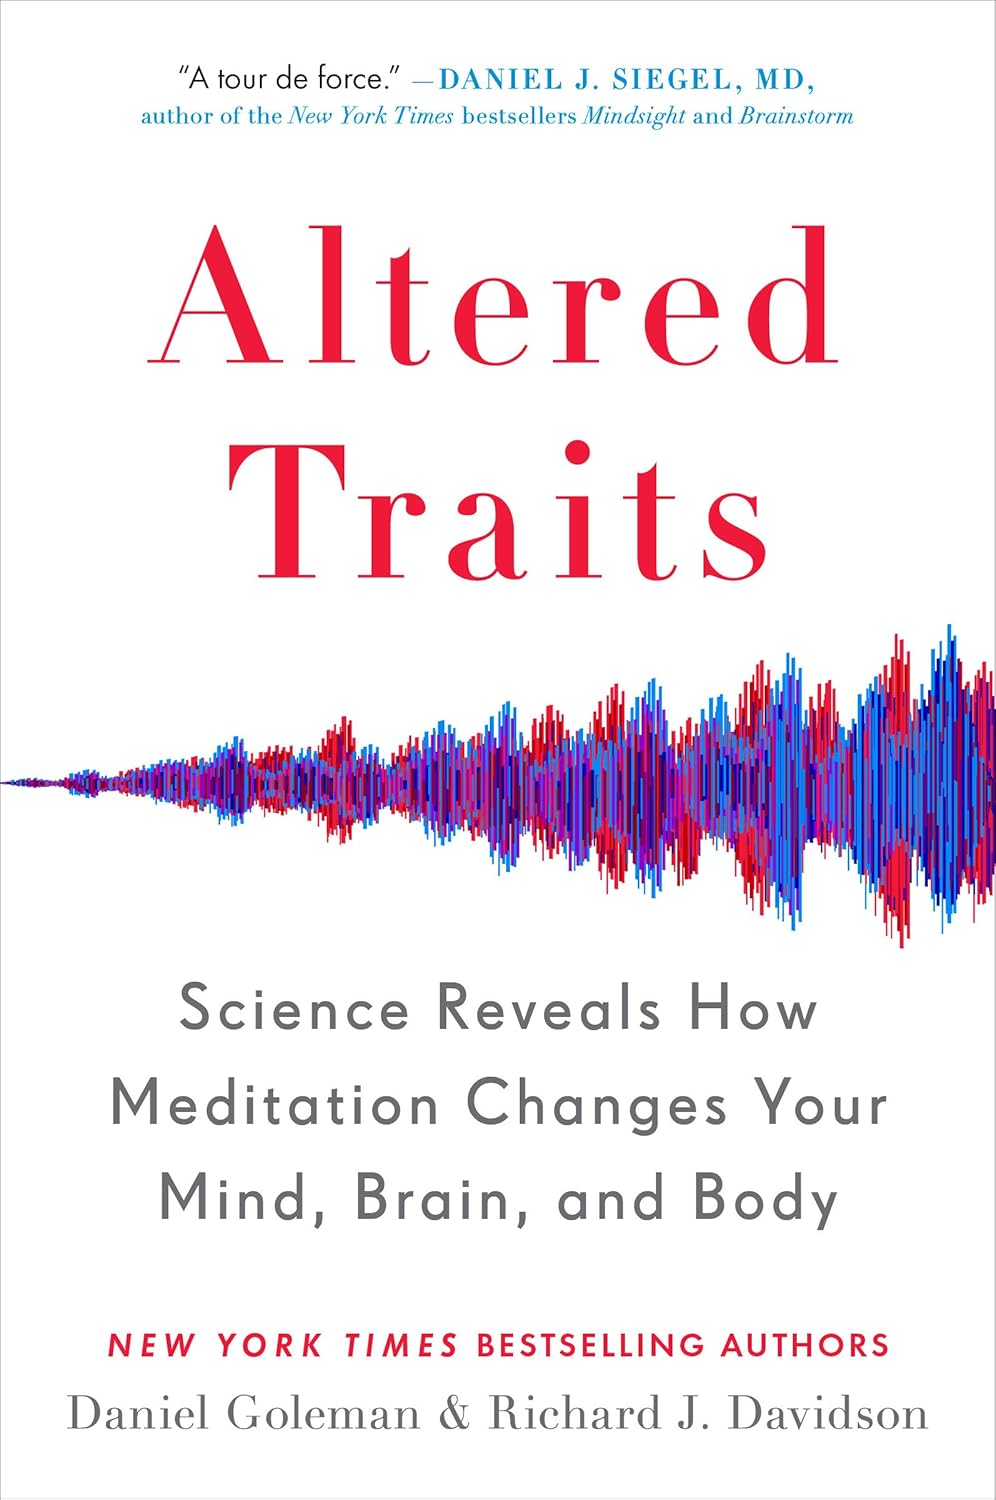 “A tour de force.” —DANIEL J. SIEGEL, MD,
author of the New York Times bestsellers Mindsight and Brainstorm
Altered
Traits
Science Reveals How
Meditation Changes Your
Mind, Brain, and Body
NEW YORK TIMES BESTSELLING AUTHORS
Daniel Goleman & Richard J. Davidson